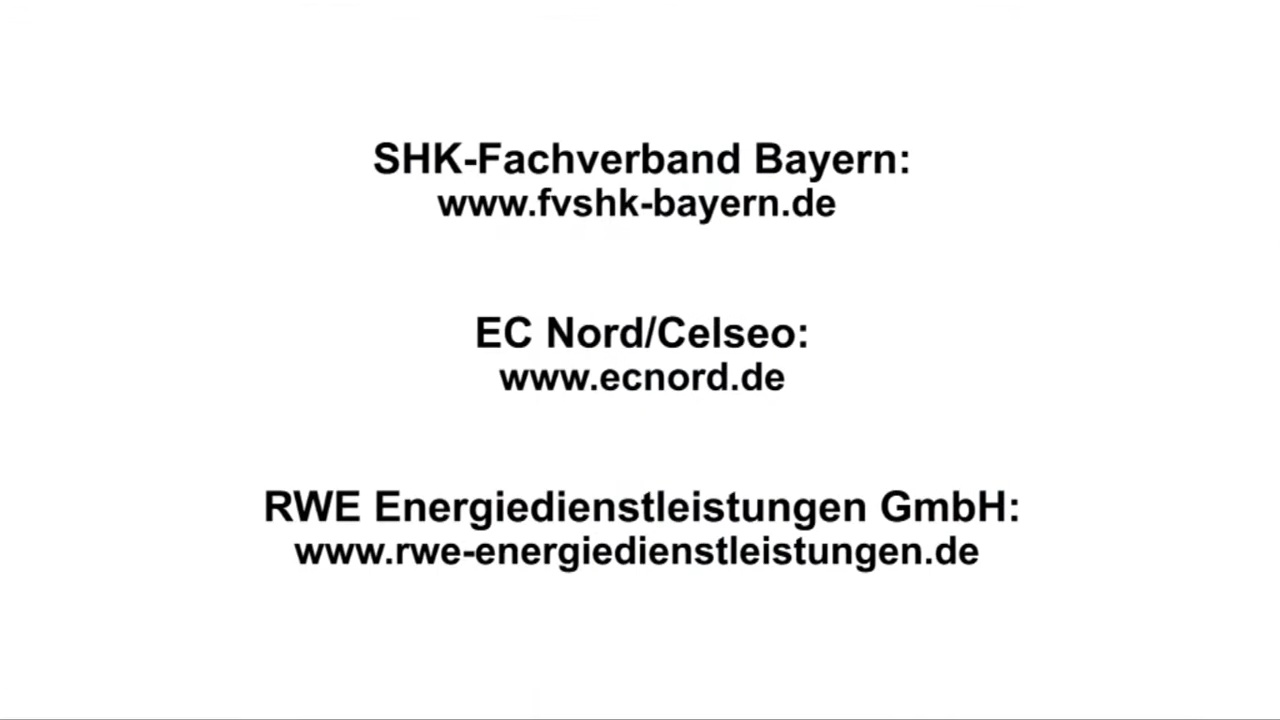 SHK-Fachverband Bayern:
www.fvshk-bayern.de
EC Nord/Celseo:
www.ecnord.de
RWE Energiedienstleistungen GmbH:
www.rwe-energiedienstleistungen.de